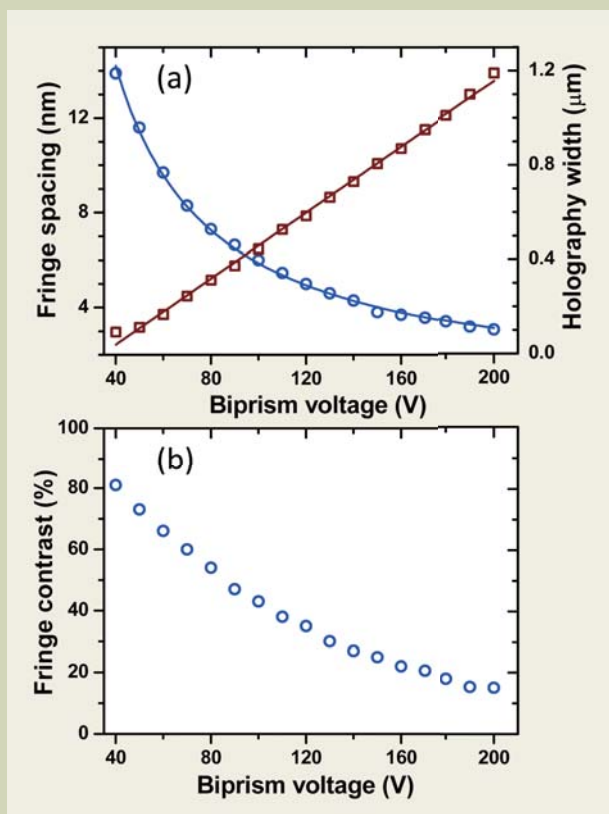 (a)
Fringe spacing (nm)
14
12
8
4
1.2
0.8
0.4
0.0
Holography width (μm)
40 80 120 160 200
Biprism voltage (V)
(b)
Fringe contrast (%)
100
80
60
40
20
0
40 80 120 160 200
Biprism voltage (V)